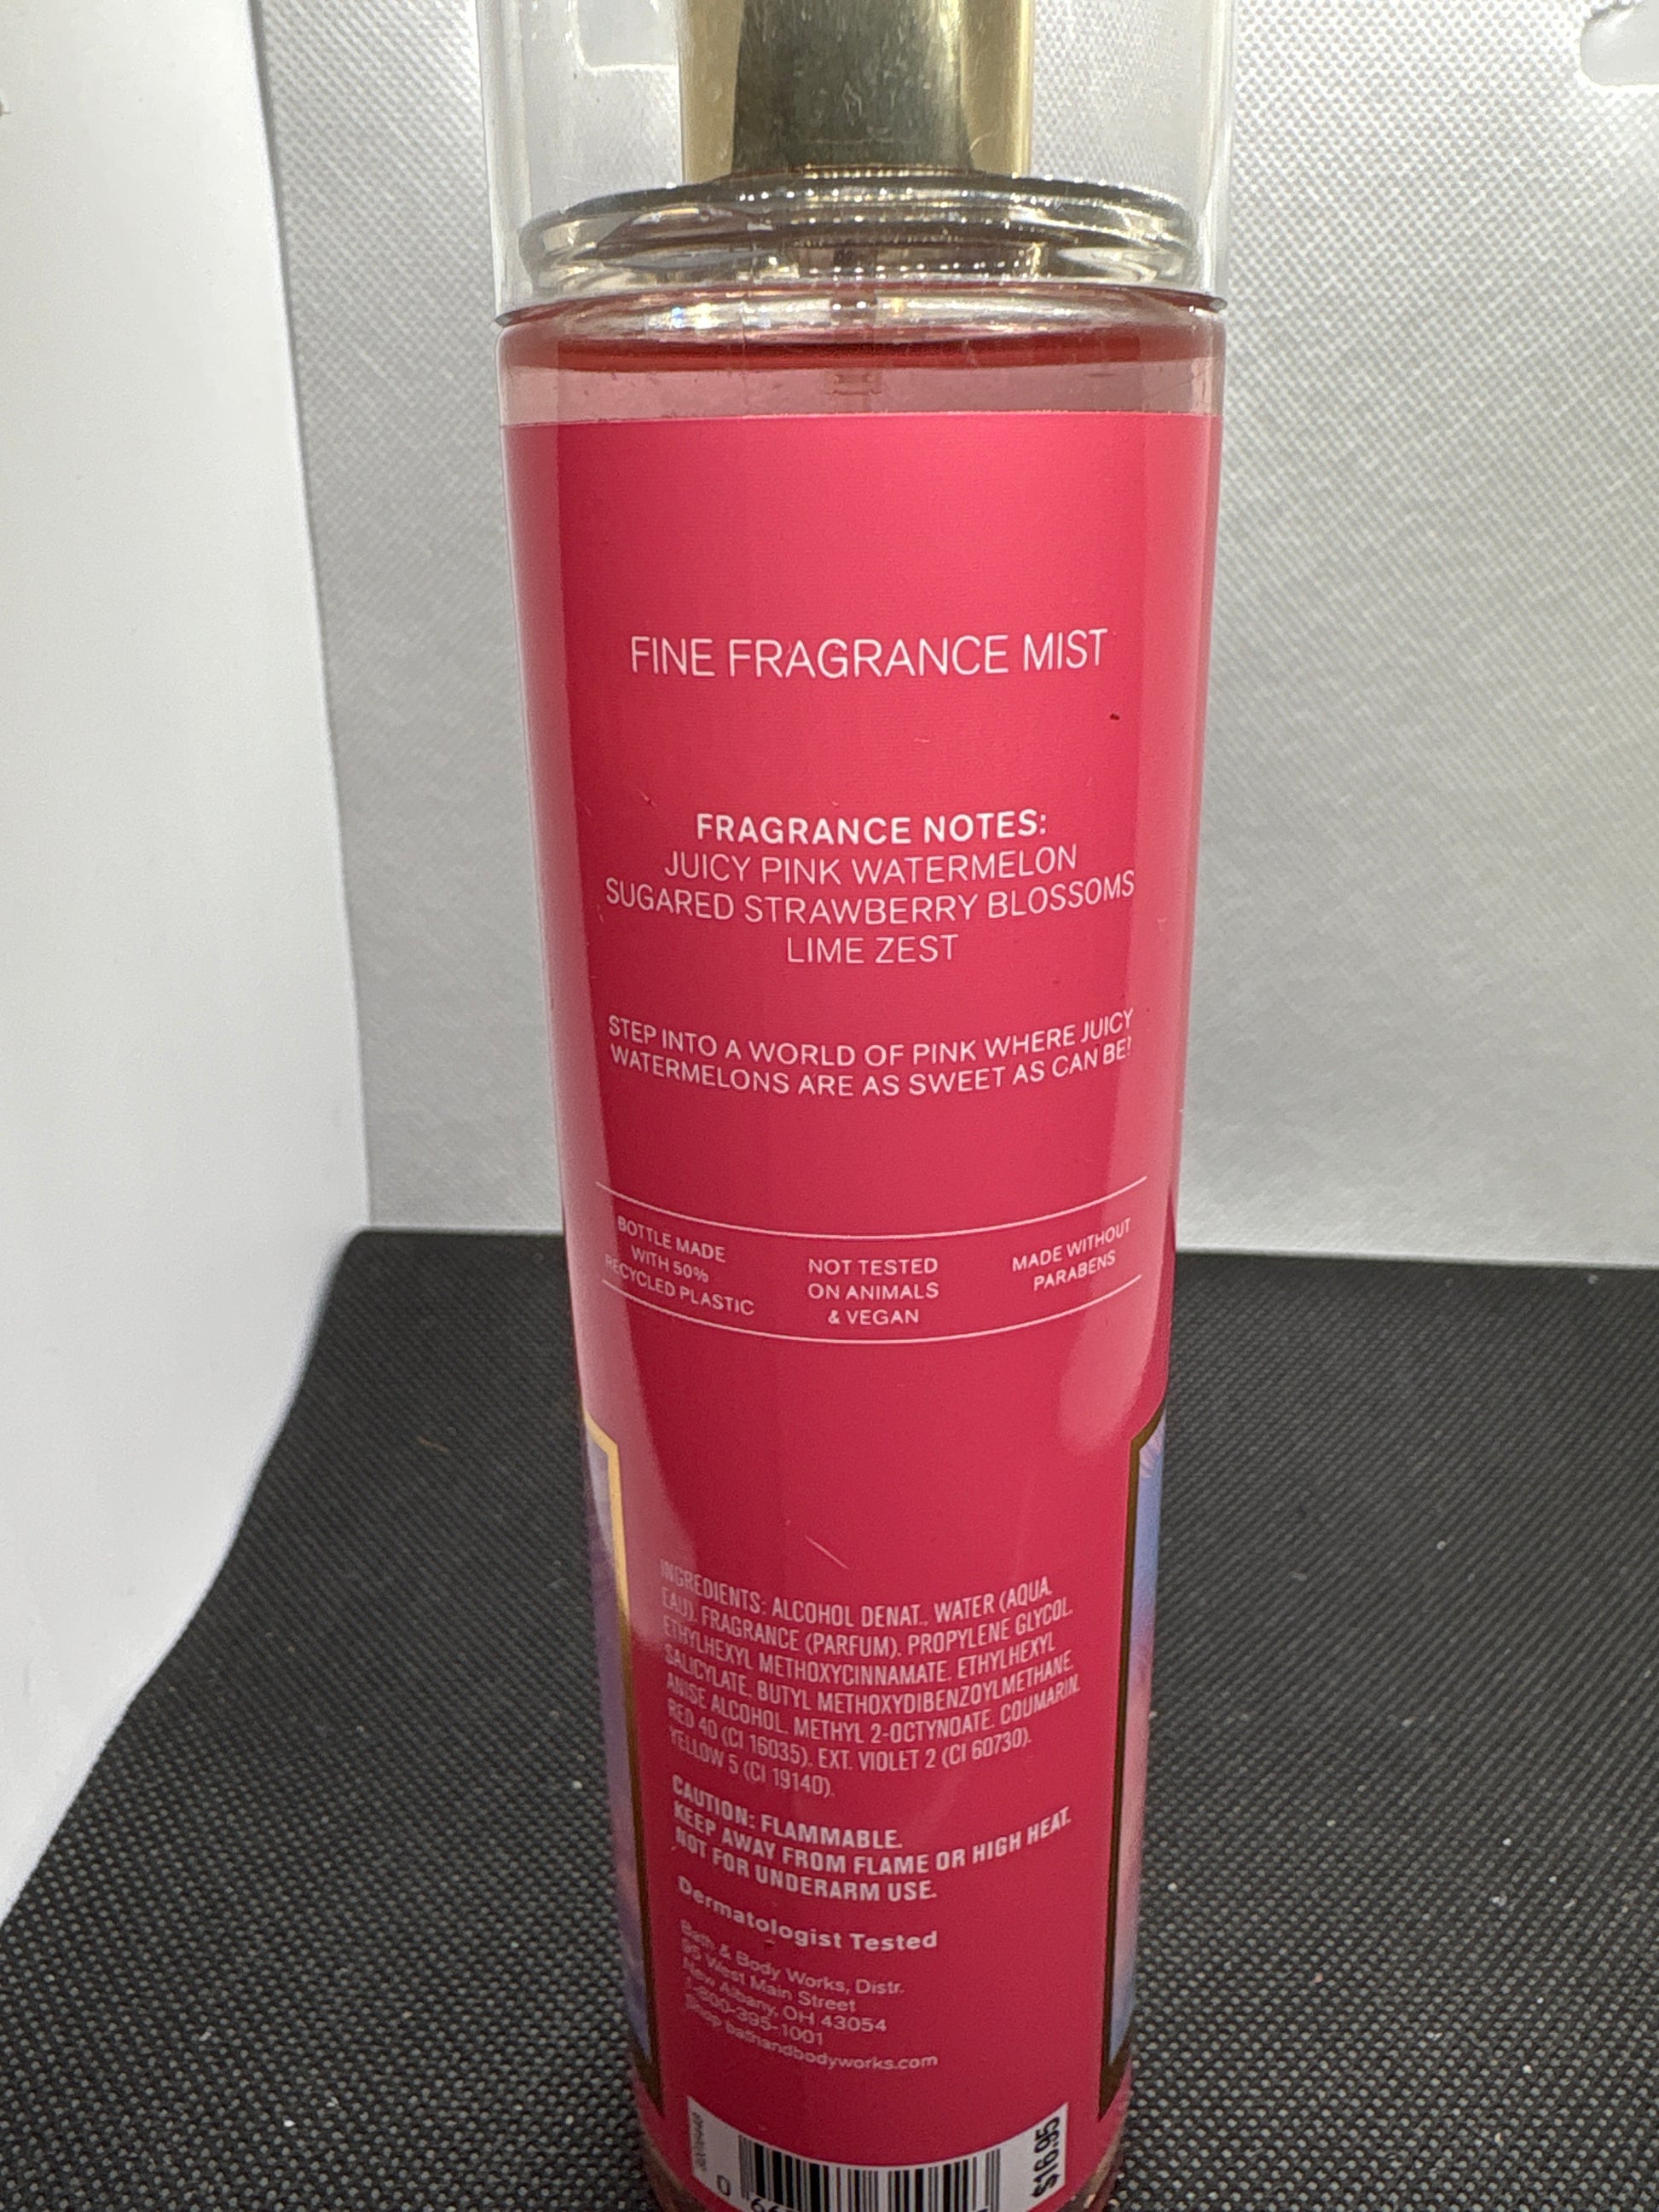 FINE FRAGRANCE MIST
FRAGRANCE NOTES:
JUICY PINK WATERMELON
SUGARED STRAWBERRY BLOSSOMS
LIME ZEST
STEP INTO A WORLD OF PINK WHERE JUICY
WATERMELONS ARE AS SWEET AS CAN BE!
BOTTLE MADE
WITH 50%
RECYCLED PLASTIC
NOT TESTED
ON ANIMALS
& VEGAN
MADE WITHOUT
PARABENS
INGREDIENTS: ALCOHOL DENAT., WATER (AQUA,
EAU), FRAGRANCE (PARFUM), PROPYLENE GLYCOL,
ETHYLHEXYL METHOXYCINNAMATE, ETHYLHEXYL
SALICYLATE, BUTYL METHOXYDIBENZOYLMETHANE,
ANISE ALCOHOL, METHYL 2-OCTYNOATE, COUMARIN,
RED 40 (CI 16035), EXT. VIOLET 2 (CI 60730),
YELLOW 5 (CI 19140).
CAUTION: FLAMMABLE.
KEEP AWAY FROM FLAME OR HIGH HEAT.
NOT FOR UNDERARM USE.
Dermatologist Tested
Bath & Body Works, Distr.
95 West Main Street
New Albany, OH 43054
1-800-395-1001
Shop bathandbodyworks.com
$16.95
0